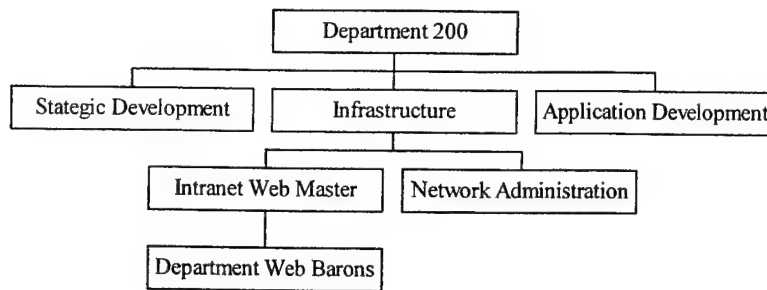 Department 200
Stategic Development
Infrastructure
Application Development
Intranet Web Master
Network Administration
Department Web Barons